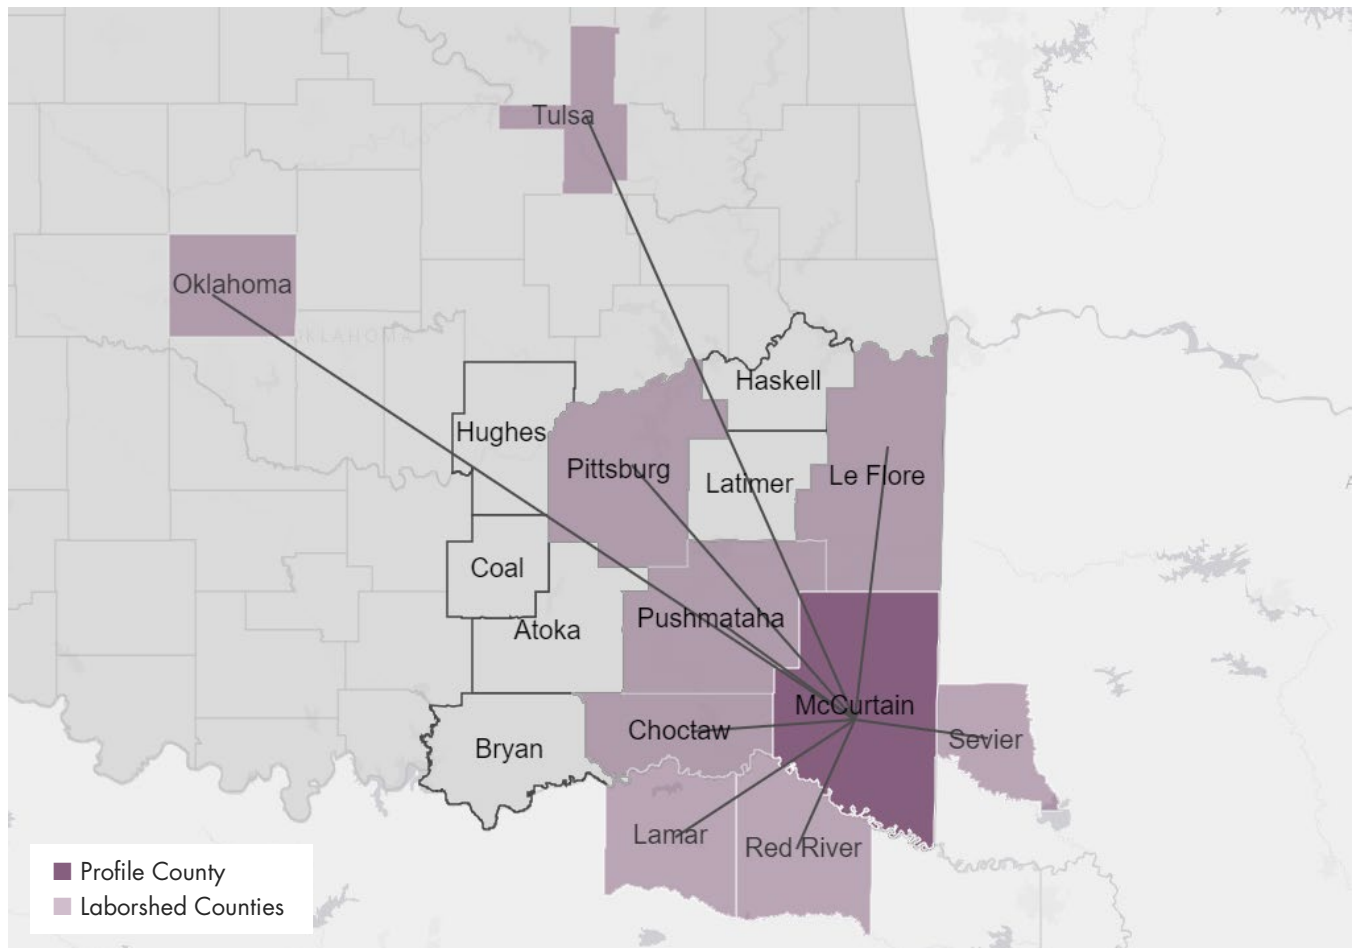 Tulsa
Oklahoma
OKLAHOMA
Haskell
Hughes
Pittsburg
Latimer
Le Flore
Coal
Pushmataha
Atoka
McCurtain
Choctaw
Sevier
Bryan
Lamar
Red River
Profile County
Laborshed Counties